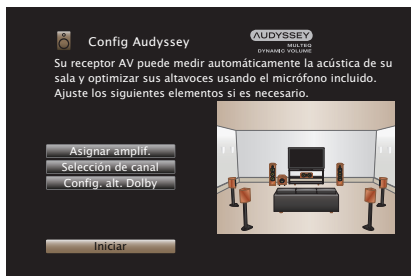 Config Audyssey
AUDYSSEY
MULTEQ
DYNAMIC VOLUME
Su receptor AV puede medir automáticamente la acústica de su
sala y optimizar sus altavoces usando el micrófono incluido.
Ajuste los siguientes elementos si es necesario.
Asignar amplif.
Selección de canal
Config. alt. Dolby
Iniciar